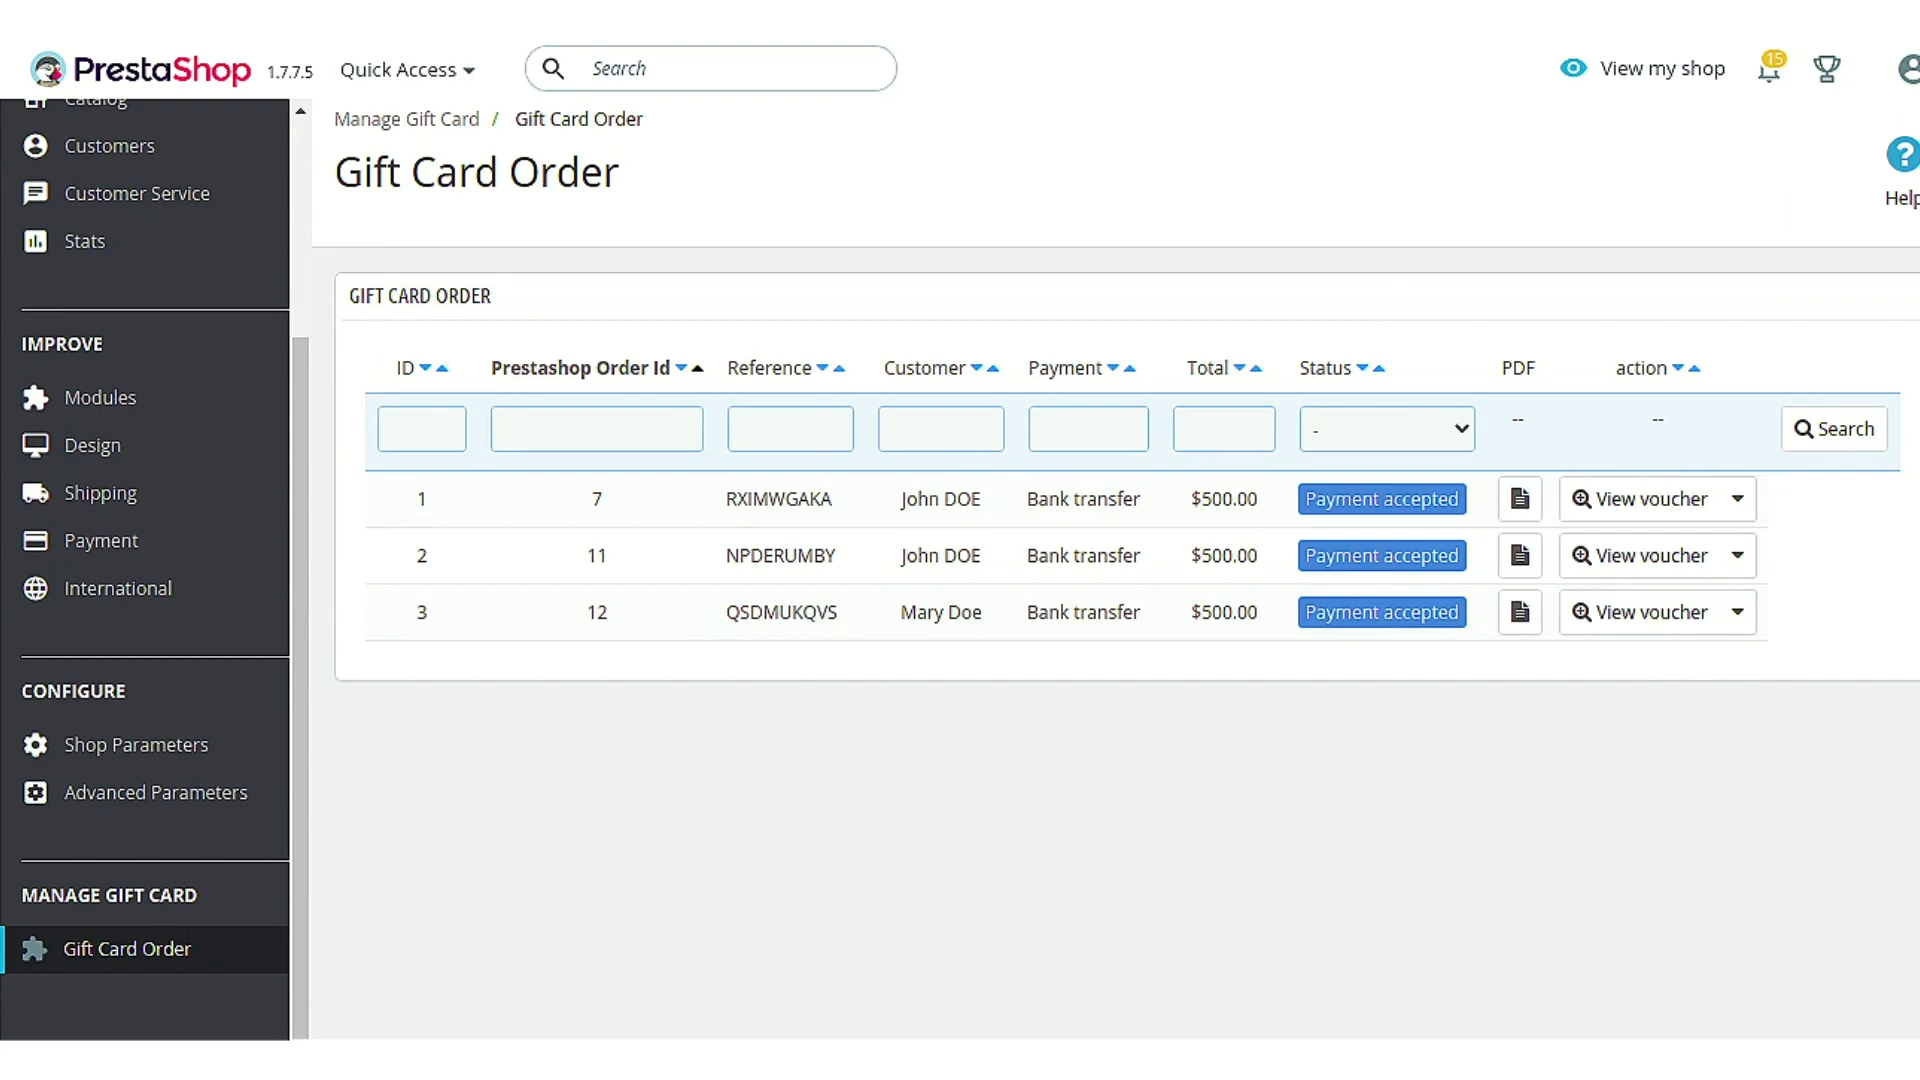 PrestaShop 1.7.7.5 Quick Access Search View my shop 15
Catalog
Customers
Customer Service
Stats
IMPROVE
Modules
Design
Shipping
Payment
International
CONFIGURE
Shop Parameters
Advanced Parameters
MANAGE GIFT CARD
Gift Card Order
Manage Gift Card / Gift Card Order
Gift Card Order
Help
GIFT CARD ORDER
ID Prestashop Order Id Reference Customer Payment Total Status PDF action
- -- -- Search
1 7 RXIMWGAKA John DOE Bank transfer $500.00 Payment accepted View voucher
2 11 NPDERUMBY John DOE Bank transfer $500.00 Payment accepted View voucher
3 12 QSDMUKQVS Mary Doe Bank transfer $500.00 Payment accepted View voucher